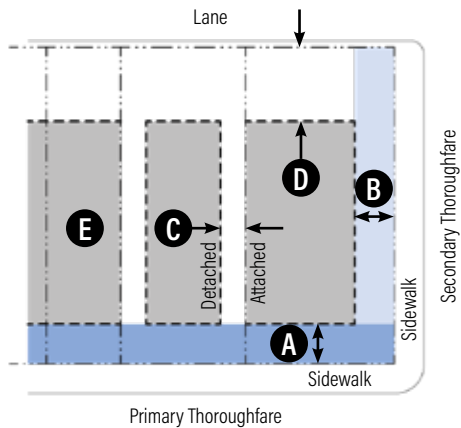 Lane
D
B
E
C
Detached
Attached
A
Sidewalk
Secondary Thoroughfare
Sidewalk
Primary Thoroughfare